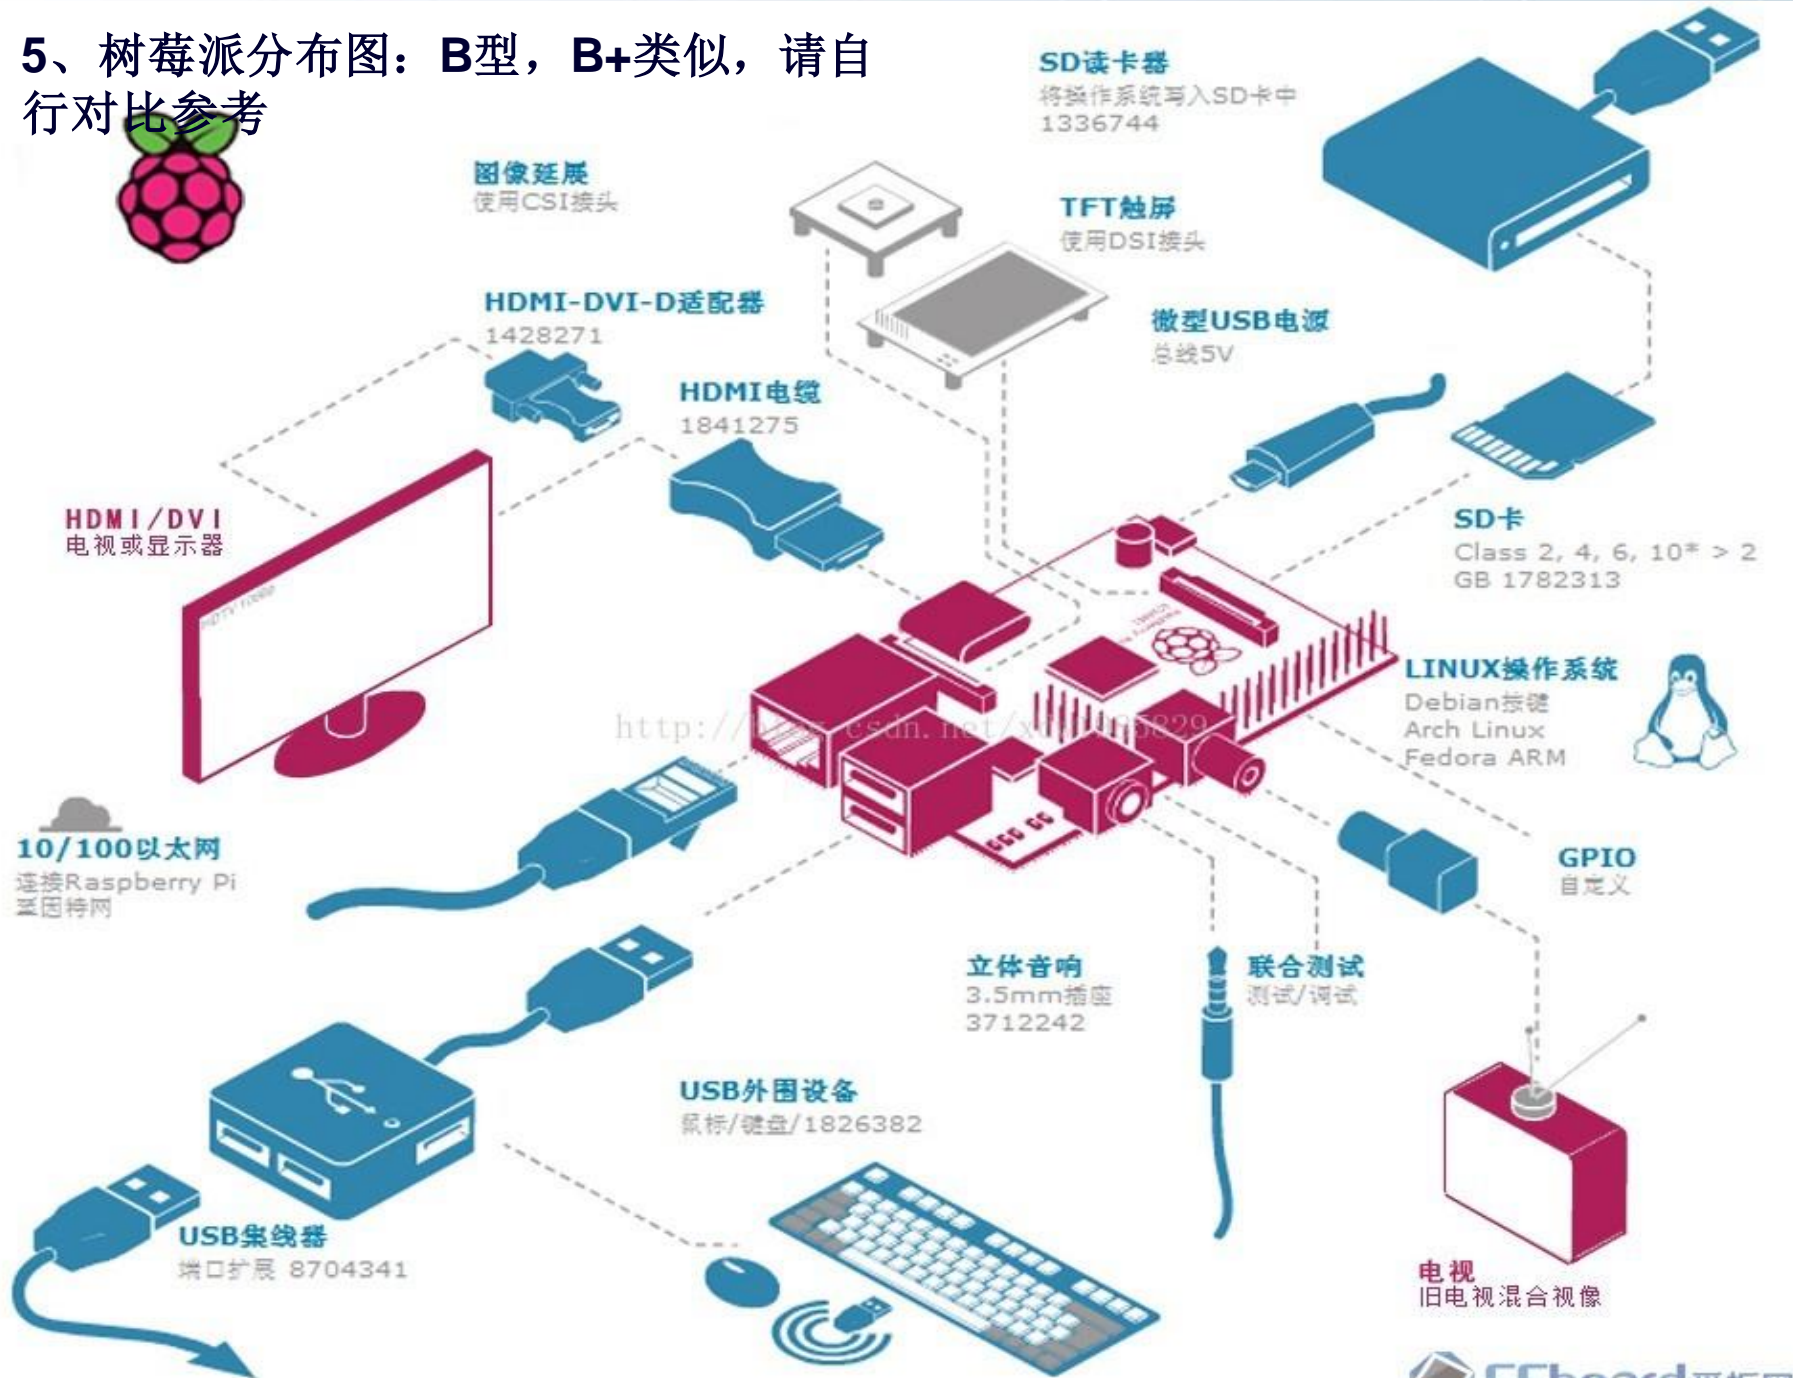 5、树莓派分布图：B型，B+类似，请自
行对比参考
SD读卡器
将操作系统写入SD卡中
1336744
图像延展
使用CSI接头
TFT触屏
使用DSI接头
HDMI-DVI-D适配器
1428271
微型USB电源
总线5V
HDMI电缆
1841275
HDMI/DVI
电视或显示器
HDTV 1080p
SD卡
Class 2, 4, 6, 10* > 2
GB 1782313
LINUX操作系统
Debian按键
Arch Linux
Fedora ARM
10/100以太网
连接Raspberry Pi
至因特网
GPIO
自定义
立体音响
3.5mm插座
3712242
联合测试
测试/调试
USB外围设备
鼠标/键盘/1826382
USB集线器
端口扩展 8704341
电视
旧电视混合视像